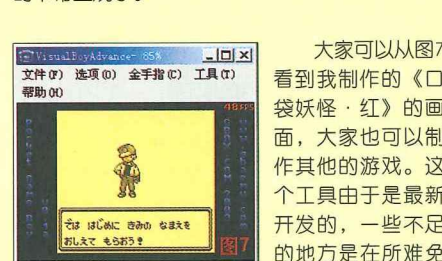 VisualBoyAdvance- 85%
文件(F) 选项(O) 金手指(C) 工具(T)
帮助(H)
48%
では はじめに きみの なまえを
おしえて もらおう!
图7
大家可以从图7
看到我制作的《口
袋妖怪·红》的画
面，大家也可以制
作其他的游戏。这
个工具由于是最新
开发的，一些不足
的地方是在所难免